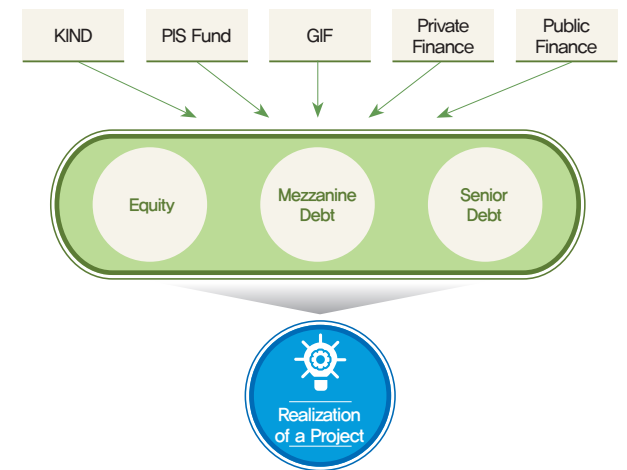 KIND
PIS Fund
GIF
Private
Finance
Public
Finance
Equity
Mezzanine
Debt
Senior
Debt
Realization
of a Project